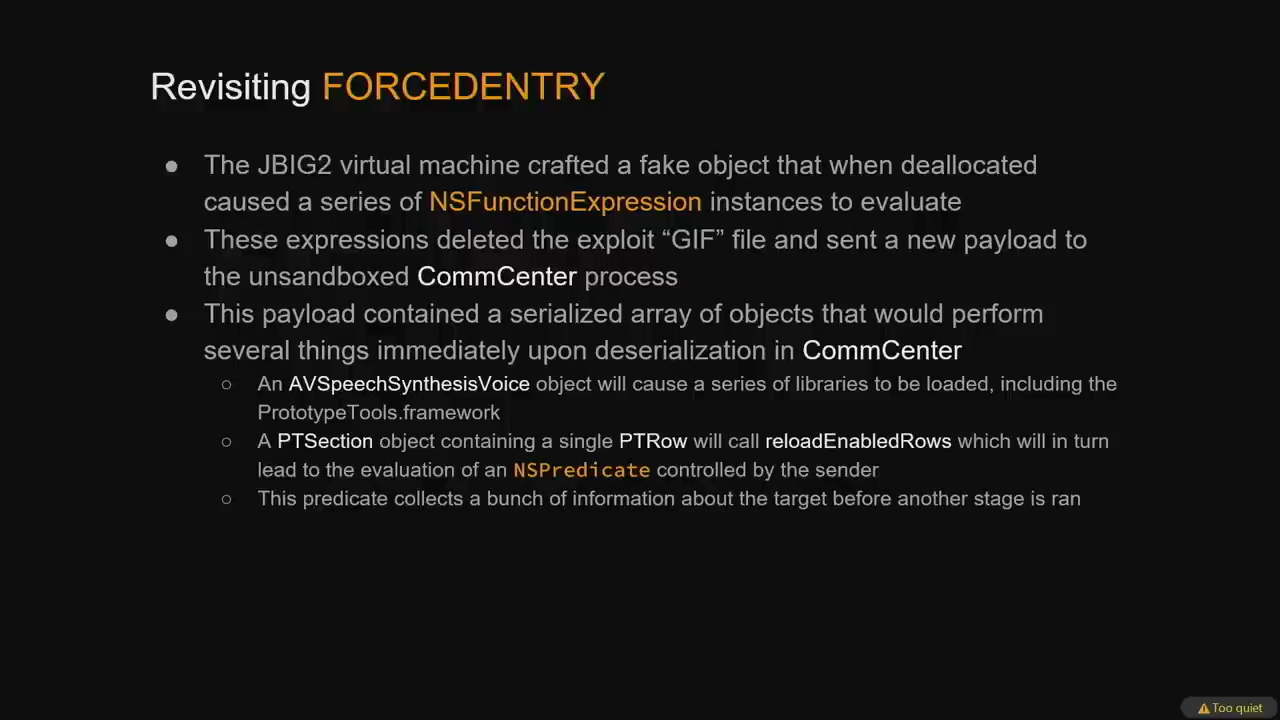 Revisiting FORCEDENTRY
● The JBIG2 virtual machine crafted a fake object that when deallocated
caused a series of NSFunctionExpression instances to evaluate
● These expressions deleted the exploit “GIF” file and sent a new payload to
the unsandboxed CommCenter process
● This payload contained a serialized array of objects that would perform
several things immediately upon deserialization in CommCenter
○ An AVSpeechSynthesisVoice object will cause a series of libraries to be loaded, including the
PrototypeTools.framework
○ A PTSection object containing a single PTRow will call reloadEnabledRows which will in turn
lead to the evaluation of an NSPredicate controlled by the sender
○ This predicate collects a bunch of information about the target before another stage is ran
Too quiet